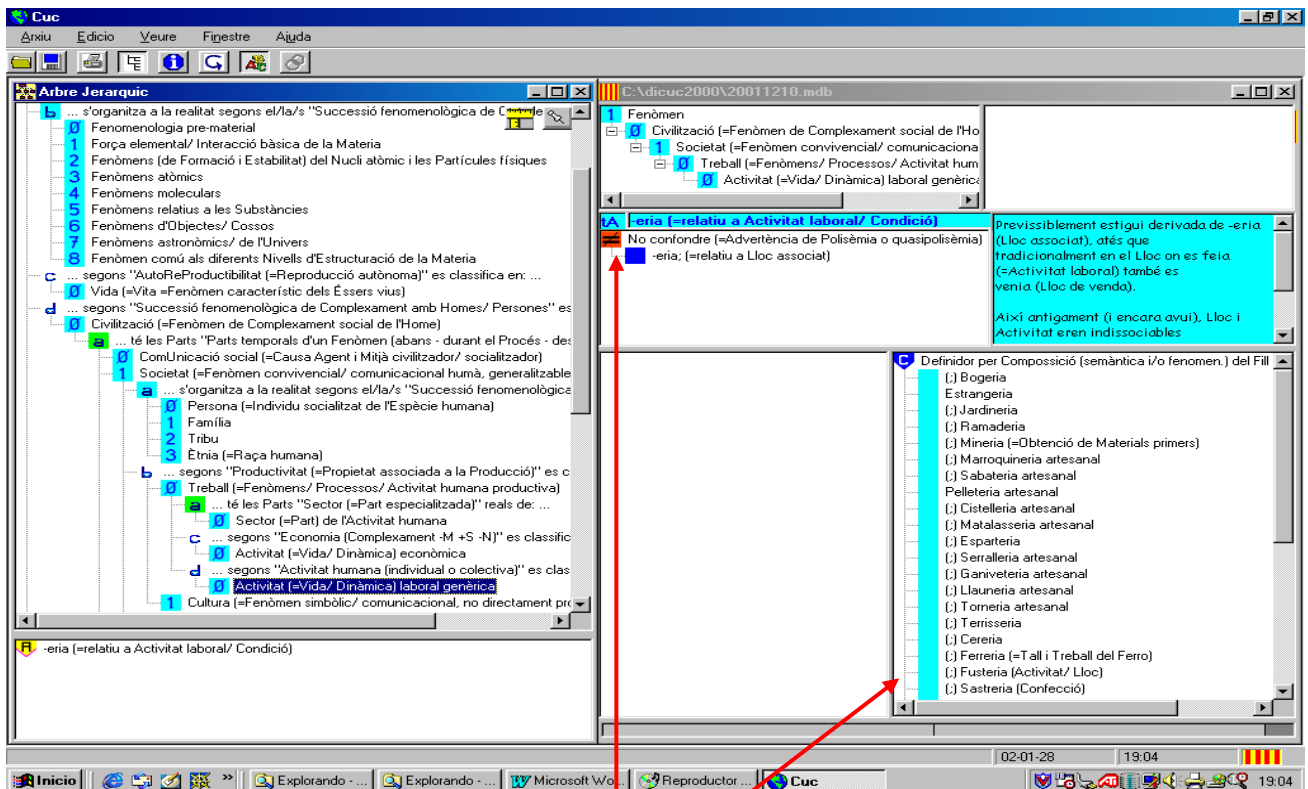 Cuc
Arxiu Edicio Veure Finestre Ajuda
Arbre Jerarquic
b ... s'organitza a la realitat segons el/la/s "Successió fenomenològica de C
Ø Fenomenologia pre-material
1 Força elemental/ Interacció bàsica de la Materia
2 Fenòmens (de Formació i Estabilitat) del Nucli atòmic i les Partícules físiques
3 Fenòmens atòmics
4 Fenòmens moleculars
5 Fenòmens relatius a les Substàncies
6 Fenòmens d'Objectes/ Cossos
7 Fenòmens astronòmics/ de l'Univers
8 Fenòmen comú als diferents Nivells d'Estructuració de la Materia
c ... segons "AutoReProductibilitat (=Reproducció autònoma)" es classifica en: ...
Ø Vida (=Vita =Fenòmen característic dels Éssers vius)
d ... segons "Successió fenomenològica de Complexament amb Homes/ Persones" es
Ø Civilització (=Fenòmen de Complexament social de l'Home)
a ... té les Parts "Parts temporals d'un Fenòmen (abans - durant el Procés - des
Ø ComUnicació social (=Causa Agent i Mitjà civilitzador/ socialitzador)
1 Societat (=Fenòmen convivencial/ comunicacional humà, generalitzable
a ... s'organitza a la realitat segons el/la/s "Successió fenomenològica
Ø Persona (=Individu socialitzat de l'Espècie humana)
1 Família
2 Tribu
3 Ètnia (=Raça humana)
b ... segons "Productivitat (=Propietat associada a la Producció)" es c
Ø Treball (=Fenòmens/ Processos/ Activitat humana productiva)
a ... té les Parts "Sector (=Part especialitzada)" reals de: ...
Ø Sector (=Part) de l'Activitat humana
c ... segons "Economia (Complexament -M +S -N)" es classific
Ø Activitat (=Vida/ Dinàmica) econòmica
d ... segons "Activitat humana (individual o colectiva)" es clas
Ø Activitat (=Vida/ Dinàmica) laboral genèrica
1 Cultura (=Fenòmen simbòlic/ comunicacional, no directament pro
A -eria (=relatiu a Activitat laboral/ Condició)
C:\dicuc2000\20011210.mdb
1 Fenòmen
Ø Civilització (=Fenòmen de Complexament social de l'Ho
1 Societat (=Fenòmen convivencial/ comunicaciona
Ø Treball (=Fenòmens/ Processos/ Activitat hum
Ø Activitat (=Vida/ Dinàmica) laboral genèrica
tA -eria (=relatiu a Activitat laboral/ Condició)
≠ No confondre (=Advertència de Polisèmia o quasipolisèmia)
-eria; (=relatiu a Lloc associat)
Previssiblement estigui derivada de -eria
(Lloc associat), atés que
tradicionalment en el Lloc on es feia
(=Activitat laboral) també es
venia (Lloc de venda).
Així antigament (i encara avui), Lloc i
Activitat eren indissociables
C Definidor per Compossició (semàntica i/o fenomen.) del Fill
(;) Bogeria
Estrangeria
(;) Jardineria
(;) Ramaderia
(;) Mineria (=Obtenció de Materials primers)
(;) Marroquineria artesanal
(;) Sabateria artesanal
Pelleteria artesanal
(;) Cistelleria artesanal
(;) Matalasseria artesanal
(;) Esparteria
(;) Serralleria artesanal
(;) Ganiveteria artesanal
(;) Llauneria artesanal
(;) Torneria artesanal
(;) Terrisseria
(;) Cereria
(;) Ferreria (=Tall i Treball del Ferro)
(;) Fusteria (Activitat/ Lloc)
(;) Sastreria (Confecció)
02-01-28 19:04
Inicio » Explorando - ... Explorando - ... Microsoft Wo... Reproductor ... Cuc 19:04